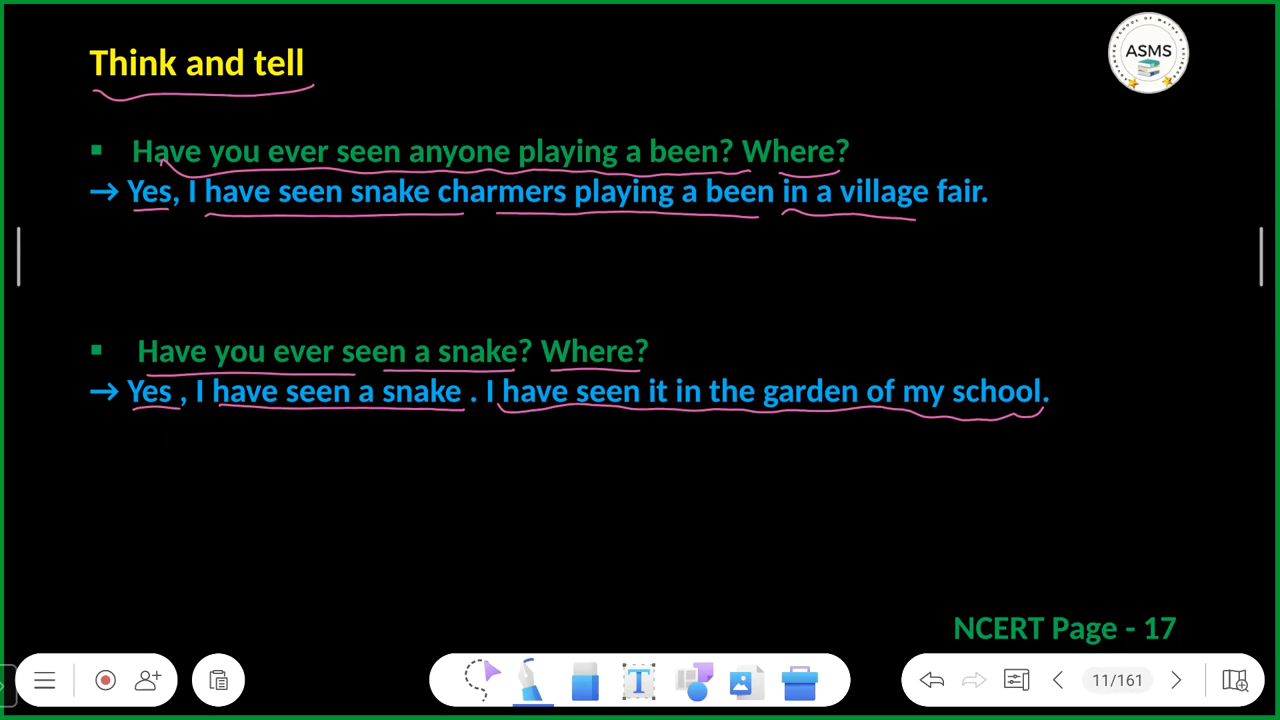 Think and tell
ASMS
▪ Have you ever seen anyone playing a been? Where?
→ Yes, I have seen snake charmers playing a been in a village fair.
▪ Have you ever seen a snake? Where?
→ Yes , I have seen a snake . I have seen it in the garden of my school.
NCERT Page - 17
11/161